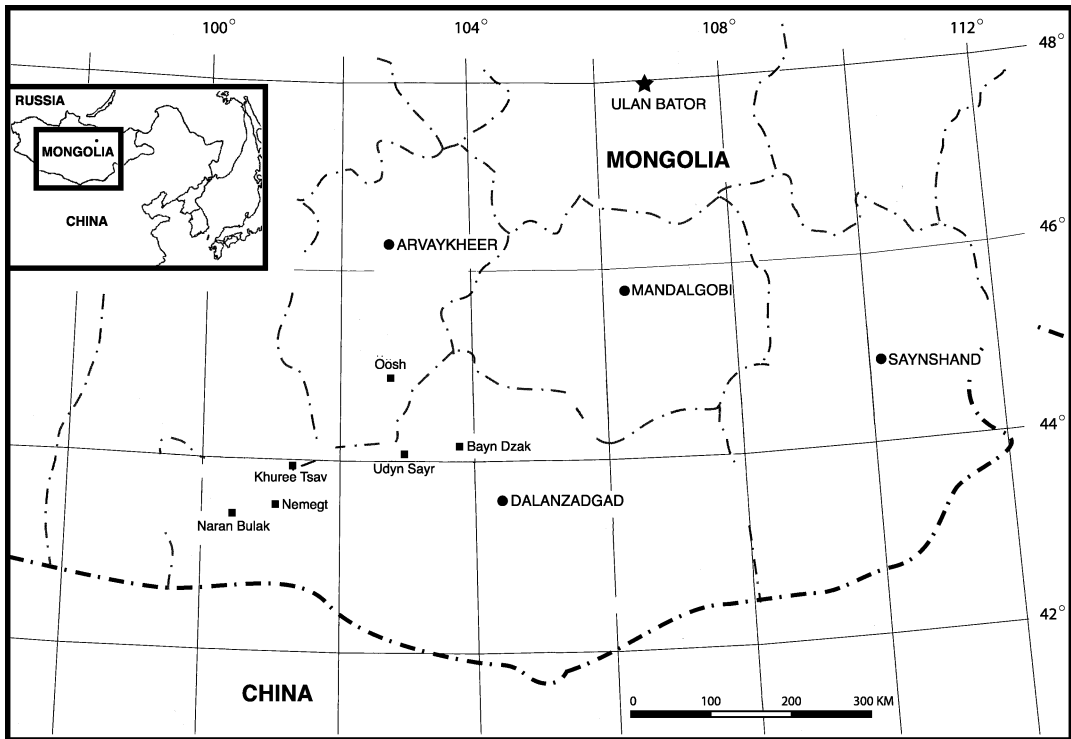 100° 104° 108° 112°
48°
RUSSIA
ULAN BATOR
MONGOLIA
MONGOLIA
CHINA
46°
ARVAYKHEER
MANDALGOBI
SAYNSHAND
Öösh
44°
Bayn Dzak
Udyn Sayr
Khuree Tsav
Nemegt
DALANZADGAD
Naran Bulak
42°
CHINA
0 100 200 300 KM